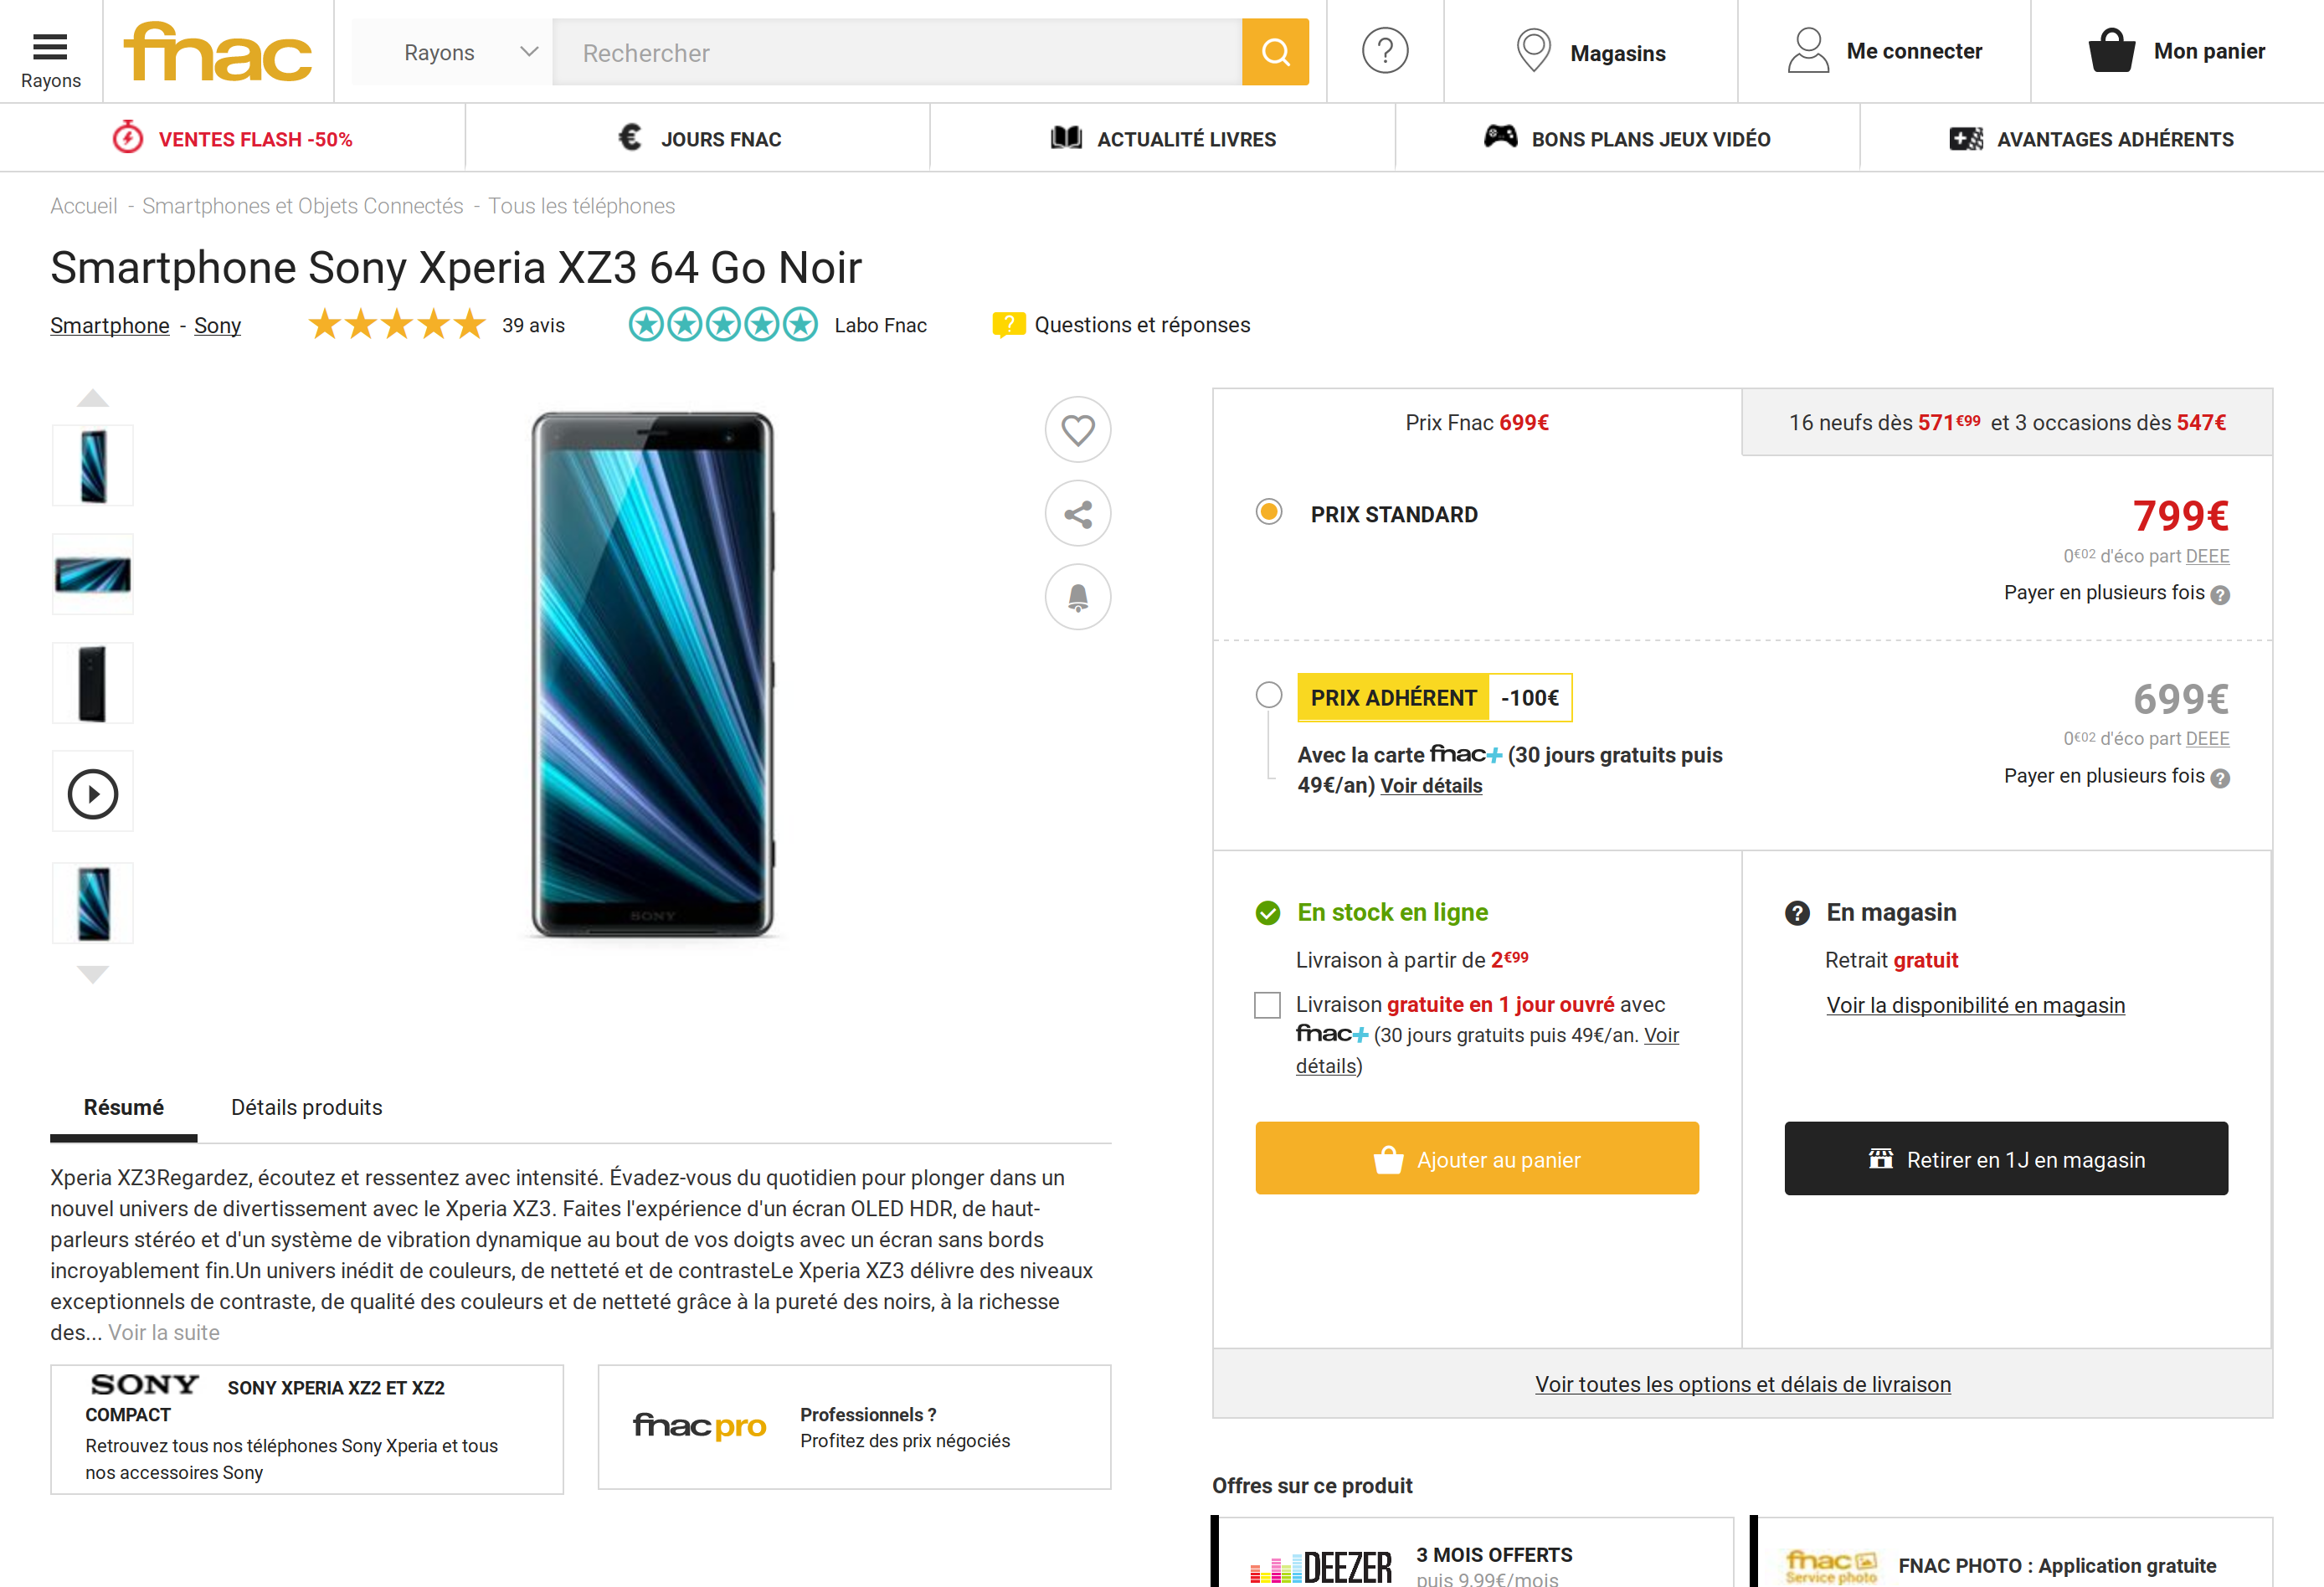 Rayons
fnac
Rayons
Rechercher
?
Magasins
Me connecter
Mon panier
VENTES FLASH -50%
€ JOURS FNAC
ACTUALITÉ LIVRES
BONS PLANS JEUX VIDÉO
AVANTAGES ADHÉRENTS
Accueil - Smartphones et Objets Connectés - Tous les téléphones
Smartphone Sony Xperia XZ3 64 Go Noir
Smartphone - Sony
39 avis
Labo Fnac
? Questions et réponses
SONY
Prix Fnac 699€
16 neufs dès 571€99 et 3 occasions dès 547€
PRIX STANDARD
799€
0€02 d'éco part DEEE
Payer en plusieurs fois ?
PRIX ADHÉRENT -100€
Avec la carte fnac+ (30 jours gratuits puis
49€/an) Voir détails
699€
0€02 d'éco part DEEE
Payer en plusieurs fois ?
En stock en ligne
Livraison à partir de 2€99
Livraison gratuite en 1 jour ouvré avec
fnac+ (30 jours gratuits puis 49€/an. Voir
détails)
Ajouter au panier
? En magasin
Retrait gratuit
Voir la disponibilité en magasin
Retirer en 1J en magasin
Voir toutes les options et délais de livraison
Résumé
Détails produits
Xperia XZ3Regardez, écoutez et ressentez avec intensité. Évadez-vous du quotidien pour plonger dans un
nouvel univers de divertissement avec le Xperia XZ3. Faites l'expérience d'un écran OLED HDR, de haut-
parleurs stéréo et d'un système de vibration dynamique au bout de vos doigts avec un écran sans bords
incroyablement fin.Un univers inédit de couleurs, de netteté et de contrasteLe Xperia XZ3 délivre des niveaux
exceptionnels de contraste, de qualité des couleurs et de netteté grâce à la pureté des noirs, à la richesse
des... Voir la suite
SONY SONY XPERIA XZ2 ET XZ2
COMPACT
Retrouvez tous nos téléphones Sony Xperia et tous
nos accessoires Sony
fnac pro
Professionnels ?
Profitez des prix négociés
Offres sur ce produit
DEEZER
3 MOIS OFFERTS
puis 9,99€/mois
fnac
Service photo
FNAC PHOTO : Application gratuite